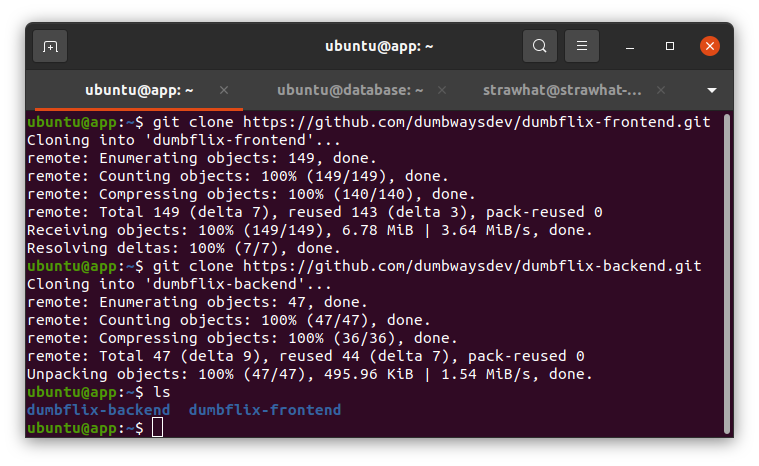 ubuntu@app: ~
ubuntu@app: ~ ubuntu@database: ~ strawhat@strawhat-...
ubuntu@app:~$ git clone https://github.com/dumbwaysdev/dumbflix-frontend.git
Cloning into 'dumbflix-frontend'...
remote: Enumerating objects: 149, done.
remote: Counting objects: 100% (149/149), done.
remote: Compressing objects: 100% (140/140), done.
remote: Total 149 (delta 7), reused 143 (delta 3), pack-reused 0
Receiving objects: 100% (149/149), 6.78 MiB | 3.64 MiB/s, done.
Resolving deltas: 100% (7/7), done.
ubuntu@app:~$ git clone https://github.com/dumbwaysdev/dumbflix-backend.git
Cloning into 'dumbflix-backend'...
remote: Enumerating objects: 47, done.
remote: Counting objects: 100% (47/47), done.
remote: Compressing objects: 100% (36/36), done.
remote: Total 47 (delta 9), reused 44 (delta 7), pack-reused 0
Unpacking objects: 100% (47/47), 495.96 KiB | 1.54 MiB/s, done.
ubuntu@app:~$ ls
dumbflix-backend  dumbflix-frontend
ubuntu@app:~$